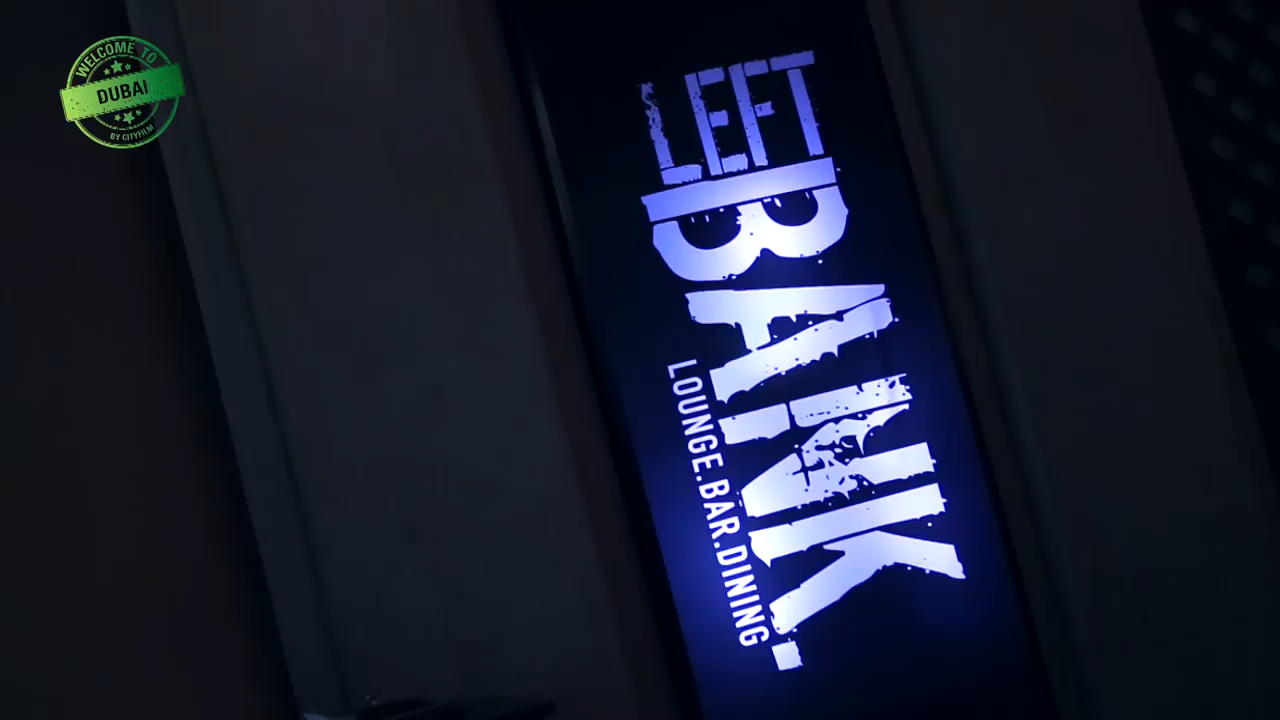 WELCOME TO
DUBAI
BY CITYFILM
LEFT
BANK.
LOUNGE.BAR.DINING